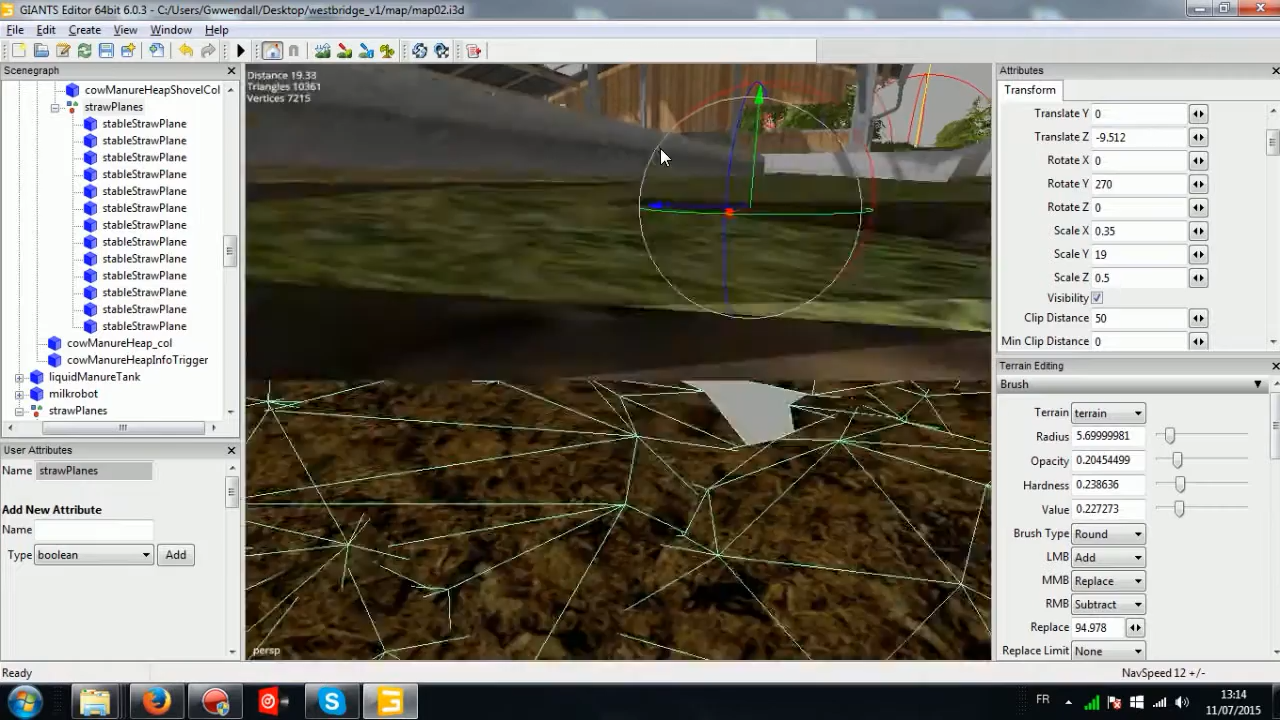 GIANTS Editor 64bit 6.0.3 - C:/Users/Gwwendall/Desktop/westbridge_v1/map/map02.i3d
File Edit Create View Window Help
Scenegraph
cowManureHeapShovelCol
strawPlanes
stableStrawPlane
stableStrawPlane
stableStrawPlane
stableStrawPlane
stableStrawPlane
stableStrawPlane
stableStrawPlane
stableStrawPlane
stableStrawPlane
stableStrawPlane
stableStrawPlane
stableStrawPlane
stableStrawPlane
cowManureHeap_col
cowManureHeapInfoTrigger
liquidManureTank
milkrobot
strawPlanes
User Attributes
Name strawPlanes
Add New Attribute
Name
Type boolean Add
Distance 19.33
Triangles 10361
Vertices 7215
persp
Attributes
Transform
Translate Y 0
Translate Z -9.512
Rotate X 0
Rotate Y 270
Rotate Z 0
Scale X 0.35
Scale Y 19
Scale Z 0.5
Visibility
Clip Distance 50
Min Clip Distance 0
Terrain Editing
Brush
Terrain: terrain
Radius 5.69999981
Opacity 0.20454499
Hardness 0.238636
Value 0.227273
Brush Type Round
LMB Add
MMB Replace
RMB Subtract
Replace 94.978
Replace Limit None
Ready
NavSpeed 12 +/-
FR
13:14
11/07/2015